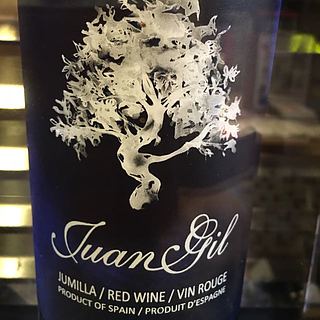 Juan Gil
JUMILLA / RED WINE / VIN ROUGE
PRODUCT OF SPAIN / PRODUIT D'ESPAGNE